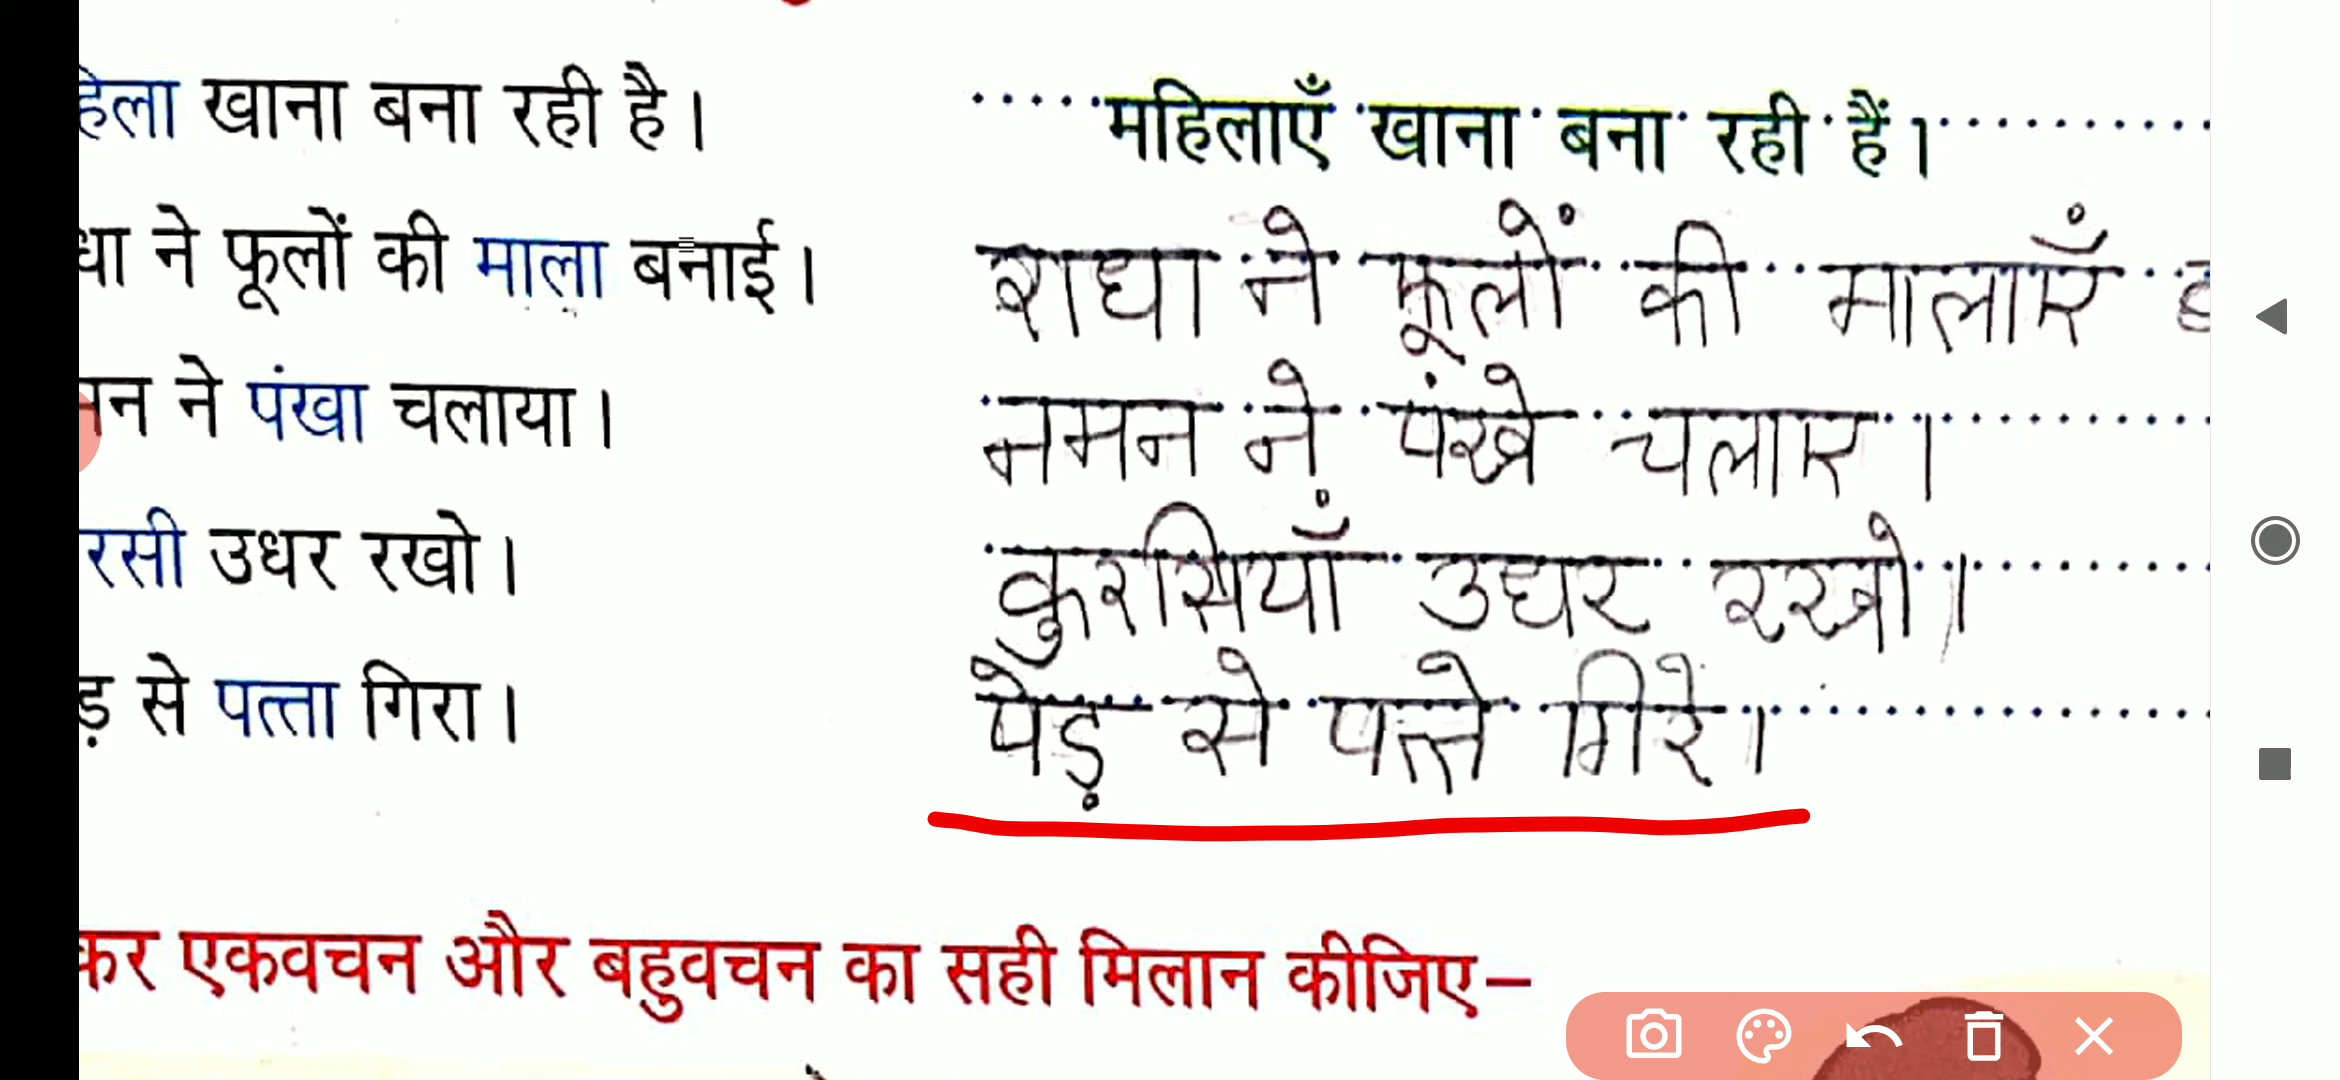 हिला खाना बना रही है। महिलाएँ खाना बना रही हैं।
धा ने फूलों की माला बनाई। राधा ने फूलों की मालाएँ
ने पंखा चलाया। नमन ने पंखे चलाए।
रसी उधर रखो। कुरसियाँ उधर रखो।
ड़ से पत्ता गिरा। पेड़ से पत्ते गिरे।
कर एकवचन और बहुवचन का सही मिलान कीजिए–